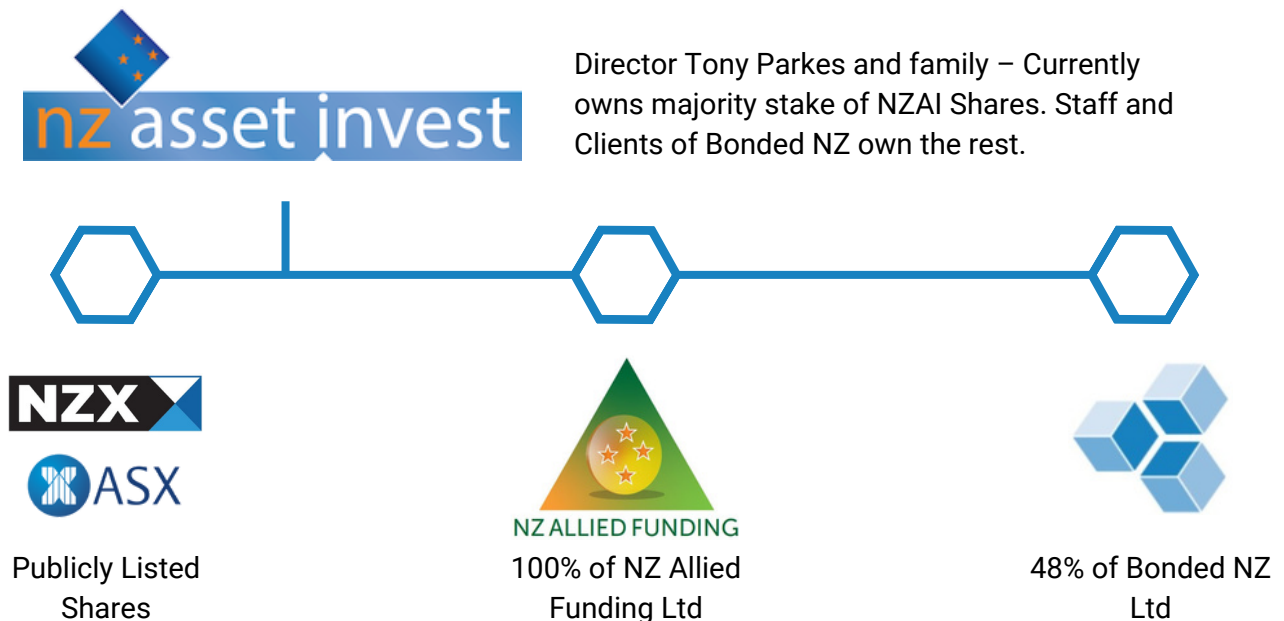 nz asset invest
Director Tony Parkes and family – Currently
owns majority stake of NZAI Shares. Staff and
Clients of Bonded NZ own the rest.
NZX
ASX
NZ ALLIED FUNDING
Publicly Listed
Shares
100% of NZ Allied
Funding Ltd
48% of Bonded NZ
Ltd